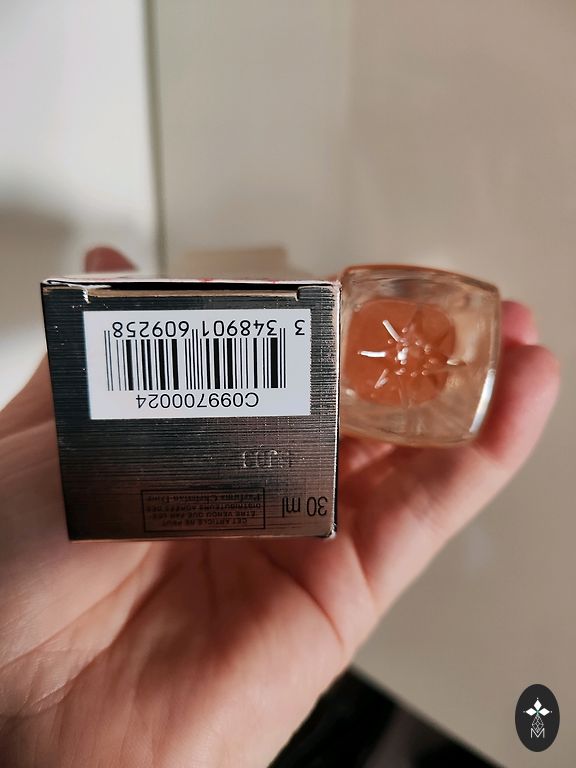 30 ml
CET ARTICLE NE PEUT
ÊTRE VENDU QUE PAR LES
DISTRIBUTEURS AGRÉÉS DES
Parfums Christian Dior
C099700024
3 348901 609258
M